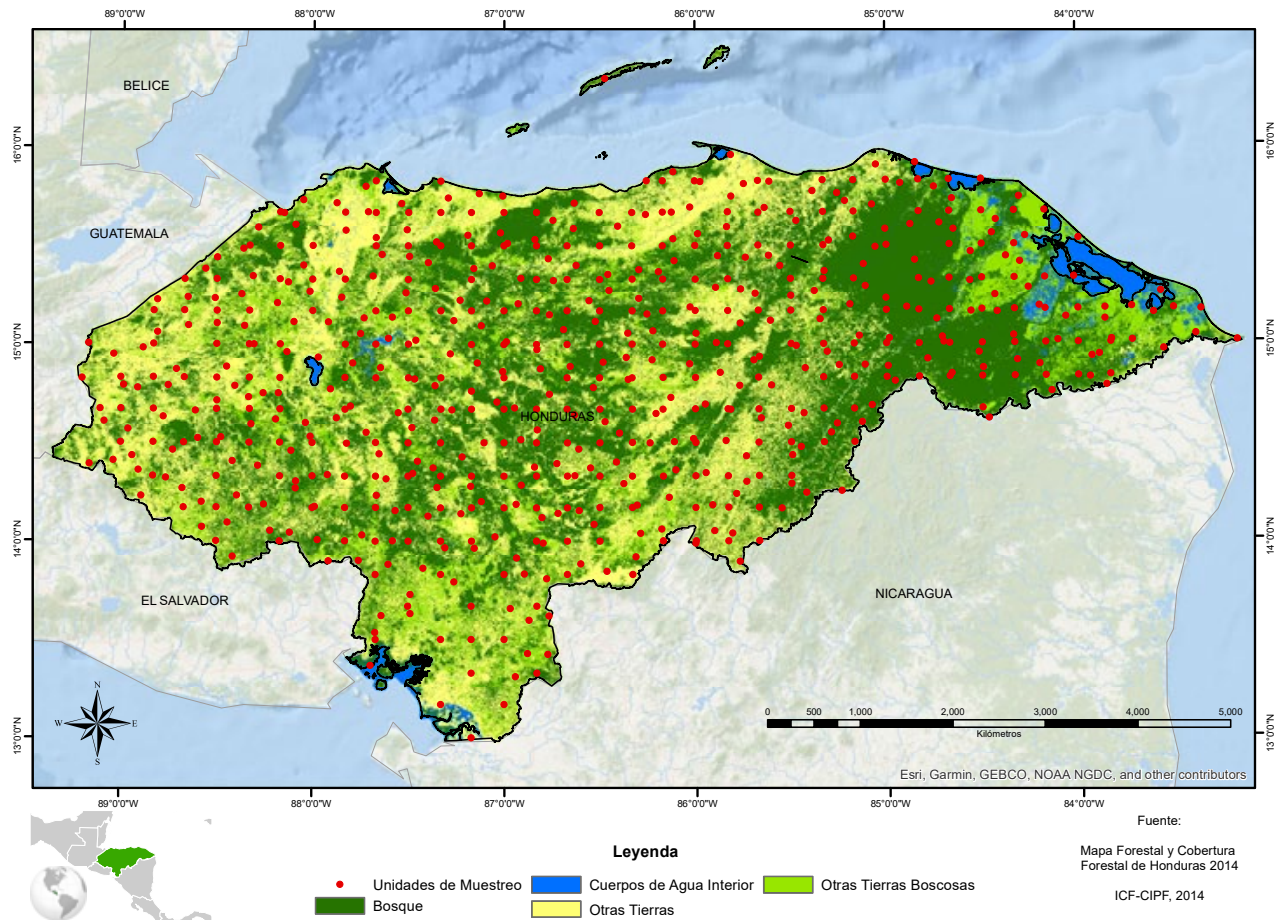 89°0'0"W 88°0'0"W 87°0'0"W 86°0'0"W 85°0'0"W 84°0'0"W
BELICE
16°0'0"N
16°0'0"N
GUATEMALA
15°0'0"N
15°0'0"N
HONDURAS
14°0'0"N
14°0'0"N
EL SALVADOR
NICARAGUA
N
W E
S
13°0'0"N
13°0'0"N
0 500 1,000 2,000 3,000 4,000 5,000
Kilómetros
Esri, Garmin, GEBCO, NOAA NGDC, and other contributors
89°0'0"W 88°0'0"W 87°0'0"W 86°0'0"W 85°0'0"W 84°0'0"W
Leyenda
Unidades de Muestreo
Bosque
Cuerpos de Agua Interior
Otras Tierras
Otras Tierras Boscosas
Fuente:
Mapa Forestal y Cobertura
Forestal de Honduras 2014
ICF-CIPF, 2014